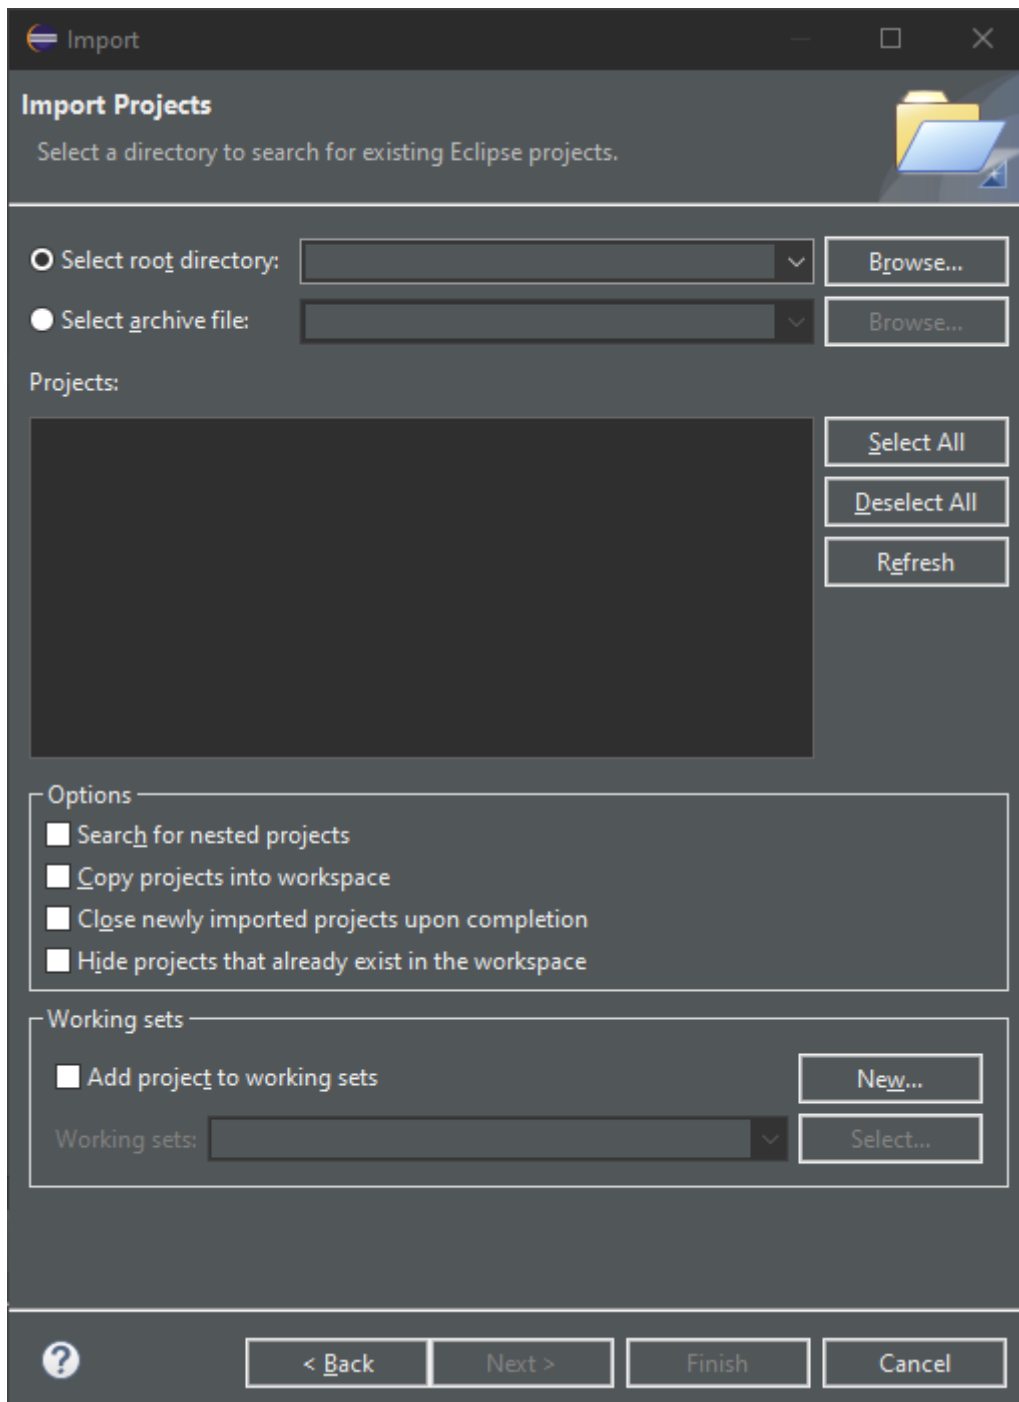 Import
Import Projects
Select a directory to search for existing Eclipse projects.
Select root directory:
Browse...
Select archive file:
Browse...
Projects:
Select All
Deselect All
Refresh
Options
Search for nested projects
Copy projects into workspace
Close newly imported projects upon completion
Hide projects that already exist in the workspace
Working sets
Add project to working sets
New...
Working sets:
Select...
?
< Back
Next >
Finish
Cancel